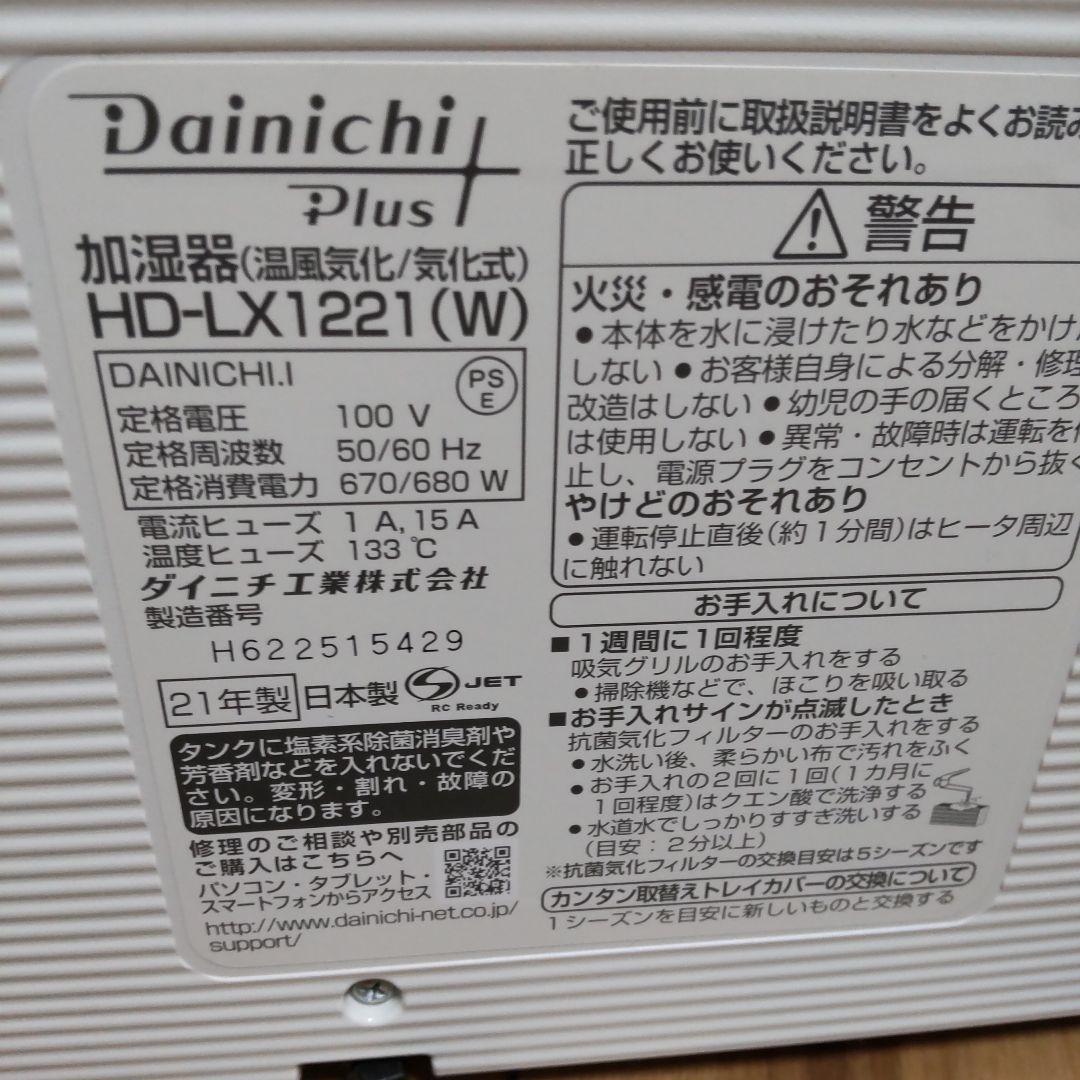 Dainichi
Plus
加湿器(温風気化/気化式)
HD-LX1221(W)
DAINICHI.I
PS
E
定格電圧 100 V
定格周波数 50/60 Hz
定格消費電力 670/680 W
電流ヒューズ 1 A, 15 A
温度ヒューズ 133 ℃
ダイニチ工業株式会社
製造番号
H622515429
21年製 日本製 S JET
RC Ready
タンクに塩素系除菌消臭剤や
芳香剤などを入れないでくだ
さい。変形・割れ・故障の
原因になります。
修理のご相談や別売部品の
ご購入はこちらへ
パソコン・タブレット・
スマートフォンからアクセス
http://www.dainichi-net.co.jp/
support/
ご使用前に取扱説明書をよくお読み
正しくお使いください。
警告
火災・感電のおそれあり
●本体を水に浸けたり水などをかけ
しない ●お客様自身による分解・修理
改造はしない ●幼児の手の届くところ
は使用しない ●異常・故障時は運転を停
止し、電源プラグをコンセントから抜く
やけどのおそれあり
●運転停止直後(約1分間)はヒータ周辺
に触れない
お手入れについて
■1週間に1回程度
吸気グリルのお手入れをする
●掃除機などで、ほこりを吸い取る
■お手入れサインが点滅したとき
抗菌気化フィルターのお手入れをする
●水洗い後、柔らかい布で汚れをふく
●お手入れの2回に1回(1カ月に
1回程度)はクエン酸で洗浄する
●水道水でしっかりすすぎ洗いする
(目安:2分以上)
※抗菌気化フィルターの交換目安は5シーズンです
カンタン取替えトレイカバーの交換について
1シーズンを目安に新しいものと交換する